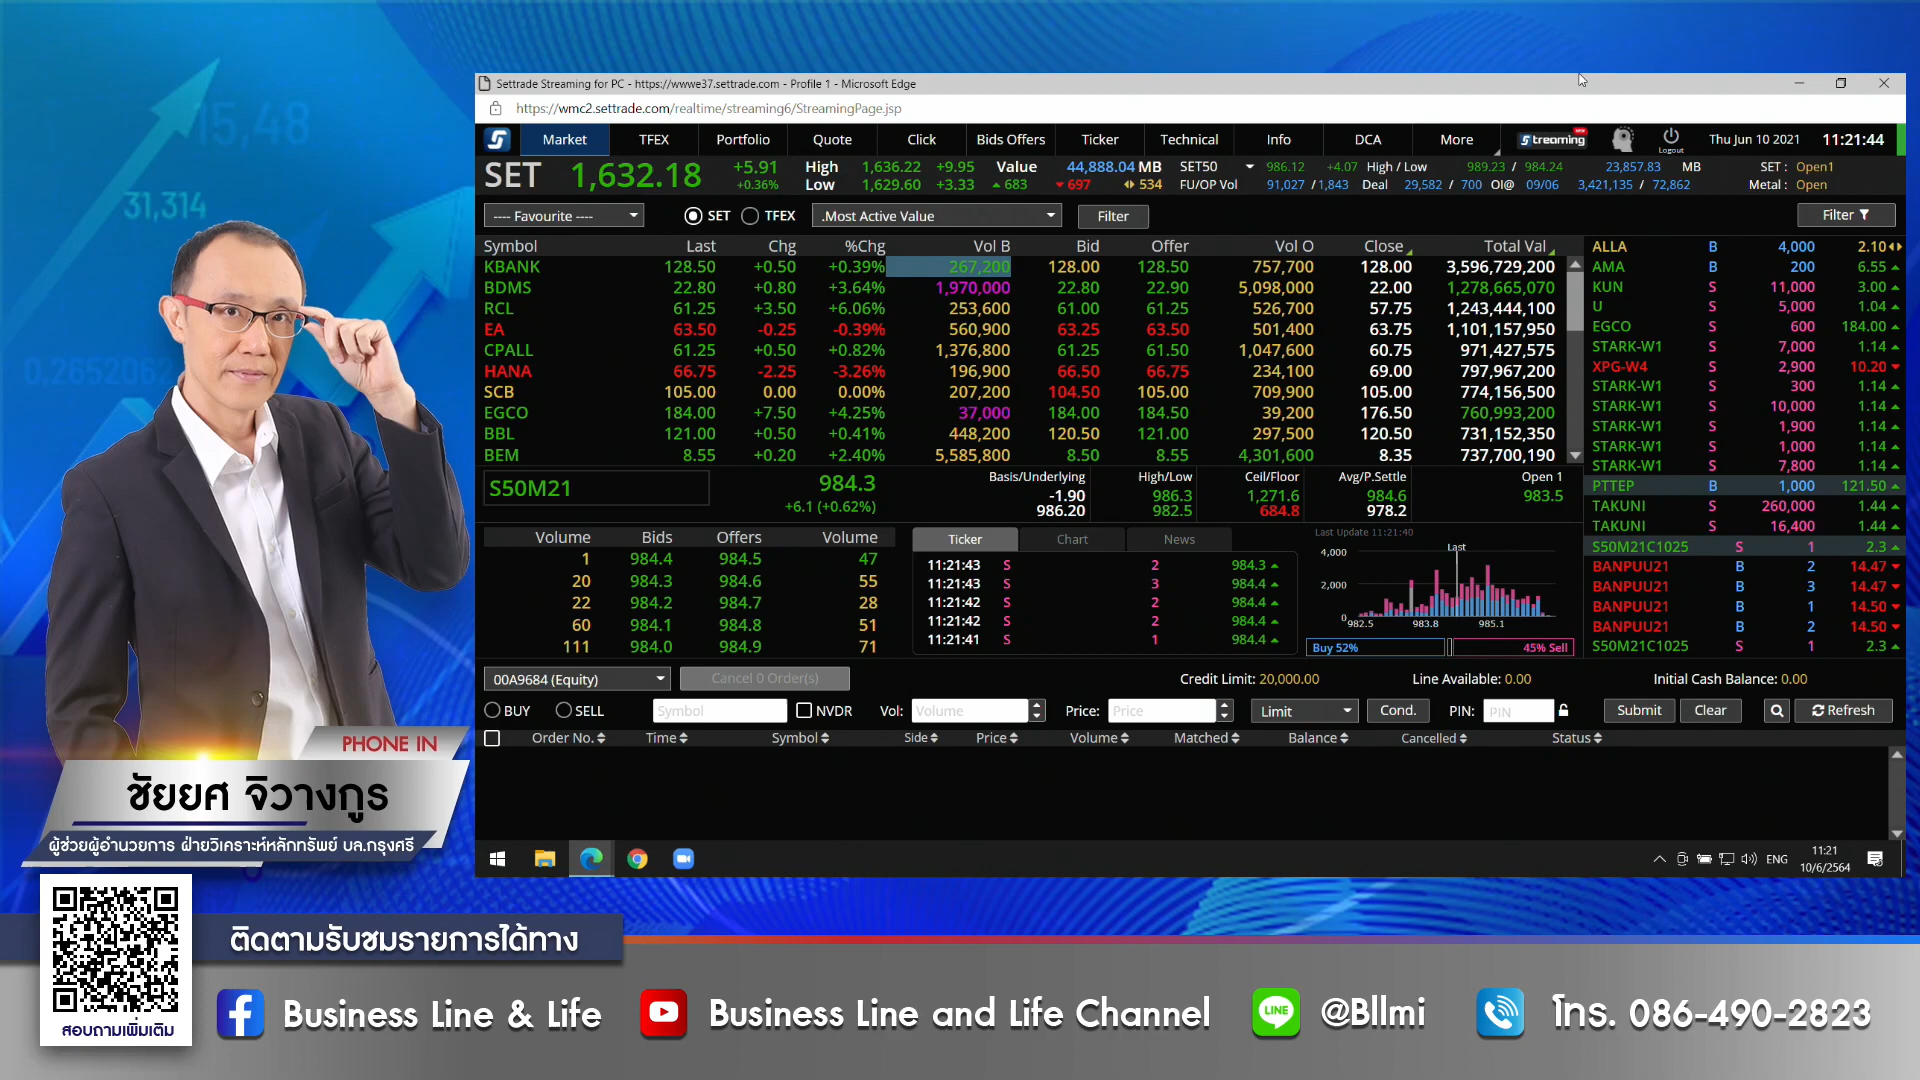 15,48
31,314
0,2652062
Settrade Streaming for PC - https://wwwe37.settrade.com - Profile 1 - Microsoft Edge
https://wmc2.settrade.com/realtime/streaming6/StreamingPage.jsp
Market TFEX Portfolio Quote Click Bids Offers Ticker Technical Info DCA More Streaming Logout Thu Jun 10 2021 11:21:44
SET 1,632.18 +5.91 High 1,636.22 +9.95 Value 44,888.04 MB SET50 986.12 +4.07 High / Low 989.23 / 984.24 23,857.83 MB SET : Open1
+0.36% Low 1,629.60 +3.33 683 697 534 FU/OP Vol 91,027 / 1,843 Deal 29,582 / 700 OI@ 09/06 3,421,135 / 72,862 Metal : Open
---- Favourite ---- SET TFEX .Most Active Value Filter Filter
Symbol Last Chg %Chg Vol B Bid Offer Vol O Close Total Val
KBANK 128.50 +0.50 +0.39% 267,200 128.00 128.50 757,700 128.00 3,596,729,200
BDMS 22.80 +0.80 +3.64% 1,970,000 22.80 22.90 5,098,000 22.00 1,278,665,070
RCL 61.25 +3.50 +6.06% 253,600 61.00 61.25 526,700 57.75 1,243,444,100
EA 63.50 -0.25 -0.39% 560,900 63.25 63.50 501,400 63.75 1,101,157,950
CPALL 61.25 +0.50 +0.82% 1,376,800 61.25 61.50 1,047,600 60.75 971,427,575
HANA 66.75 -2.25 -3.26% 196,900 66.50 66.75 234,100 69.00 797,967,200
SCB 105.00 0.00 0.00% 207,200 104.50 105.00 709,900 105.00 774,156,500
EGCO 184.00 +7.50 +4.25% 37,000 184.00 184.50 39,200 176.50 760,993,200
BBL 121.00 +0.50 +0.41% 448,200 120.50 121.00 297,500 120.50 731,152,350
BEM 8.55 +0.20 +2.40% 5,585,800 8.50 8.55 4,301,600 8.35 737,700,190
ALLA B 4,000 2.10
AMA B 200 6.55
KUN S 11,000 3.00
U S 5,000 1.04
EGCO S 600 184.00
STARK-W1 S 7,000 1.14
XPG-W4 S 2,900 10.20
STARK-W1 S 300 1.14
STARK-W1 S 10,000 1.14
STARK-W1 S 1,900 1.14
STARK-W1 S 1,000 1.14
STARK-W1 S 7,800 1.14
PTTEP B 1,000 121.50
TAKUNI S 260,000 1.44
TAKUNI S 16,400 1.44
S50M21C1025 S 1 2.3
BANPUU21 B 2 14.47
BANPUU21 B 3 14.47
BANPUU21 B 1 14.50
BANPUU21 B 2 14.50
S50M21C1025 S 1 2.3
S50M21 984.3 Basis/Underlying High/Low Ceil/Floor Avg/P.Settle Open 1
-1.90 986.3 1,271.6 984.6 983.5
+6.1 (+0.62%) 986.20 982.5 684.8 978.2
Volume Bids Offers Volume
1 984.4 984.5 47
20 984.3 984.6 55
22 984.2 984.7 28
60 984.1 984.8 51
111 984.0 984.9 71
Ticker Chart News
11:21:43 S 2 984.3
11:21:43 S 3 984.4
11:21:42 S 2 984.4
11:21:42 S 2 984.4
11:21:41 S 1 984.4
Last Update 11:21:40
Last
4,000
2,000
0
982.5 983.8 985.1
Buy 52% 45% Sell
00A9684 (Equity) Cancel 0 Order(s) Credit Limit: 20,000.00 Line Available: 0.00 Initial Cash Balance: 0.00
BUY SELL Symbol NVDR Vol: Volume Price: Price Limit Cond. PIN: PIN Submit Clear Refresh
Order No. Time Symbol Side Price Volume Matched Balance Cancelled Status
ENG 11:21
10/6/2564
PHONE IN
ชัยยศ จิวางกูร
ผู้ช่วยผู้อำนวยการ ฝ่ายวิเคราะห์หลักทรัพย์ บล.กรุงศรี
ติดตามรับชมรายการได้ทาง
สอบถามเพิ่มเติม
Business Line & Life Business Line and Life Channel LINE @Bllmi โทร. 086-490-2823